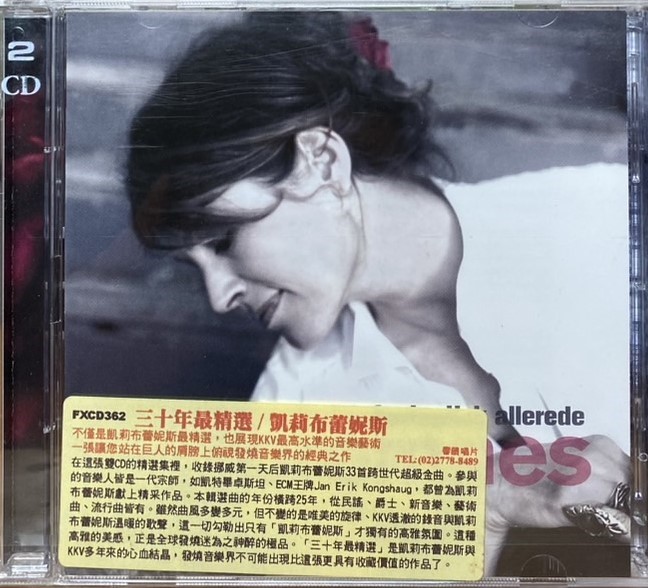 2
CD
allerede
nes
FXCD362 三十年最精選/凱莉布蕾妮斯
不僅是凱莉布蕾妮斯最精選，也展現KKV最高水準的音樂藝術
一張讓您站在巨人的肩膀上俯視發燒音樂界的經典之作
TEL:(02)2778-8489
在這張雙CD的精選集裡，收錄挪威第一天后凱莉布蕾妮斯33首跨世代超級金曲。參與
的音樂人皆是一代宗師，如凱特畢卓斯坦、ECM王牌Jan Erik Kongshaug，都曾為凱莉
布蕾妮斯獻上精采作品。本輯選曲的年份橫跨25年，從民謠、爵士、新音樂、藝術
曲、流行曲皆有。雖然曲風多變多元，但不變的是唯美的旋律、KKV透澈的錄音與凱莉
布蕾妮斯溫暖的歌聲，這一切勾勒出只有「凱莉布蕾妮斯」才獨有的高雅氛圍。這種
高雅的美感，正是全球發燒迷為之神醉的極品。「三十年最精選」是凱莉布蕾妮斯與
KKV多年來的心血結晶，發燒音樂界不可能出現比這張更具有收藏價值的作品了。